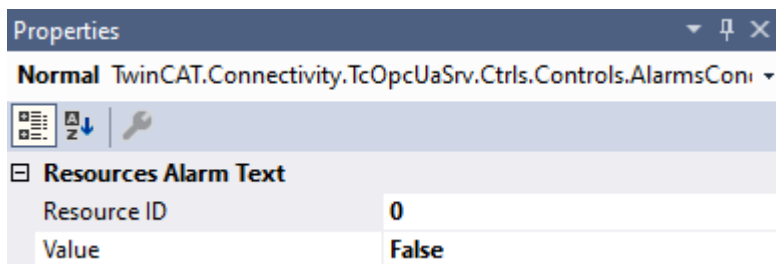 Properties
Normal TwinCAT.Connectivity.TcOpcUaSrv.Ctrls.Controls.AlarmsCon
Resources Alarm Text
Resource ID 0
Value False